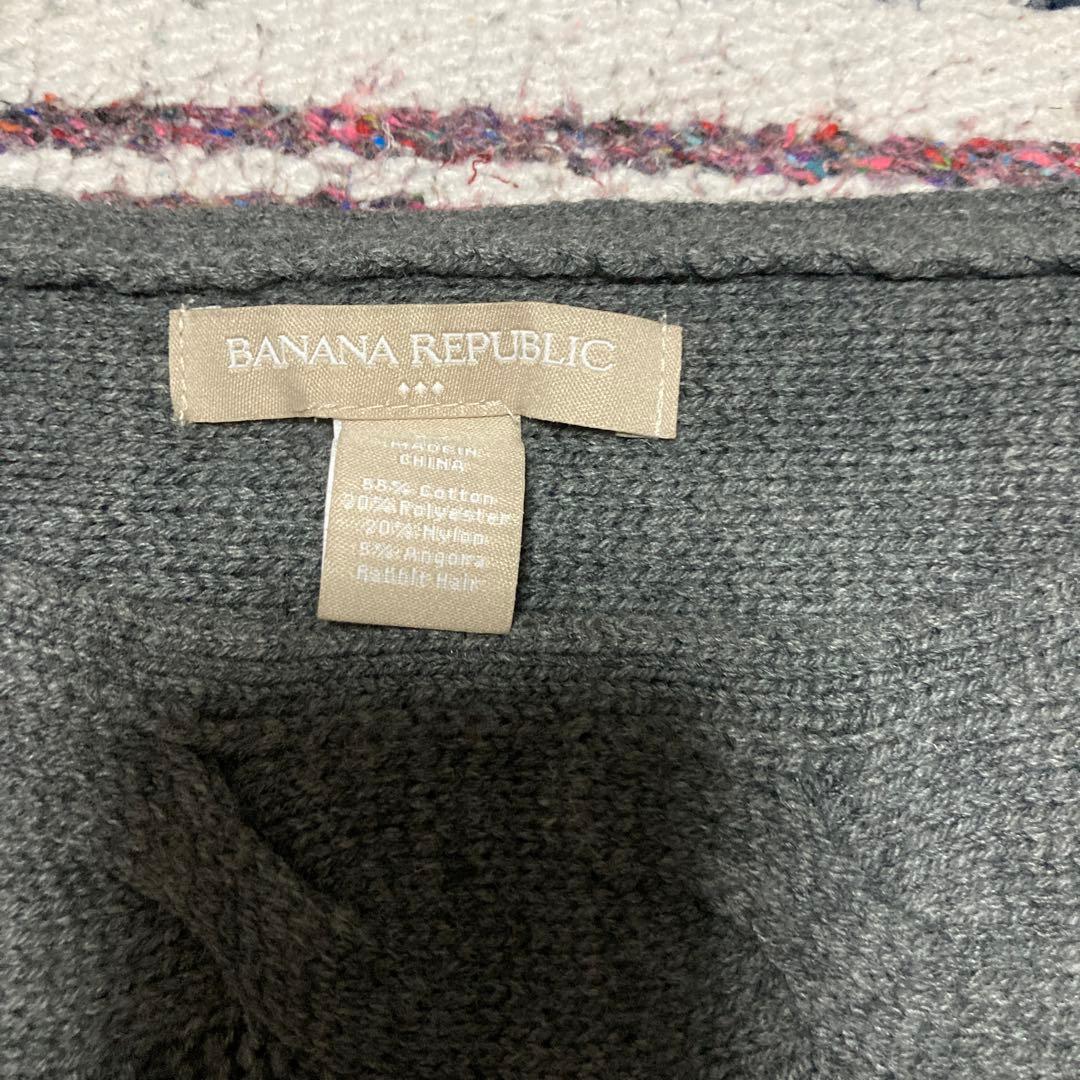 BANANA REPUBLIC
MADE IN
CHINA
55% Cotton
20% Polyester
20% Nylon
5% Angora
Rabbit Hair